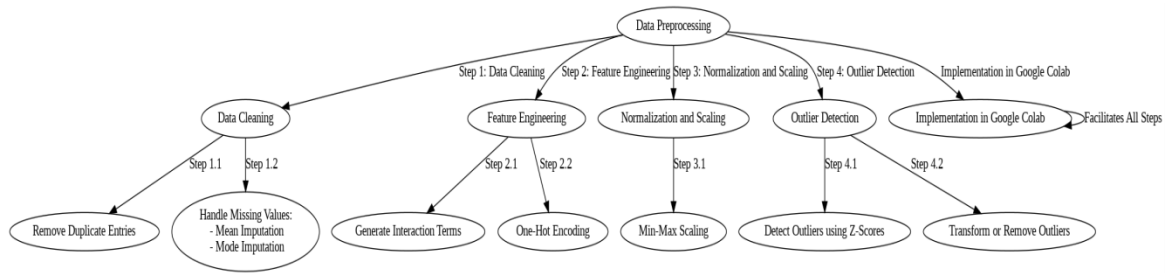 Data Preprocessing
Step 1: Data Cleaning
Step 2: Feature Engineering
Step 3: Normalization and Scaling
Step 4: Outlier Detection
Implementation in Google Colab
Data Cleaning
Feature Engineering
Normalization and Scaling
Outlier Detection
Implementation in Google Colab
Facilitates All Steps
Step 1.1
Step 1.2
Step 2.1
Step 2.2
Step 3.1
Step 4.1
Step 4.2
Remove Duplicate Entries
Handle Missing Values:
- Mean Imputation
- Mode Imputation
Generate Interaction Terms
One-Hot Encoding
Min-Max Scaling
Detect Outliers using Z-Scores
Transform or Remove Outliers